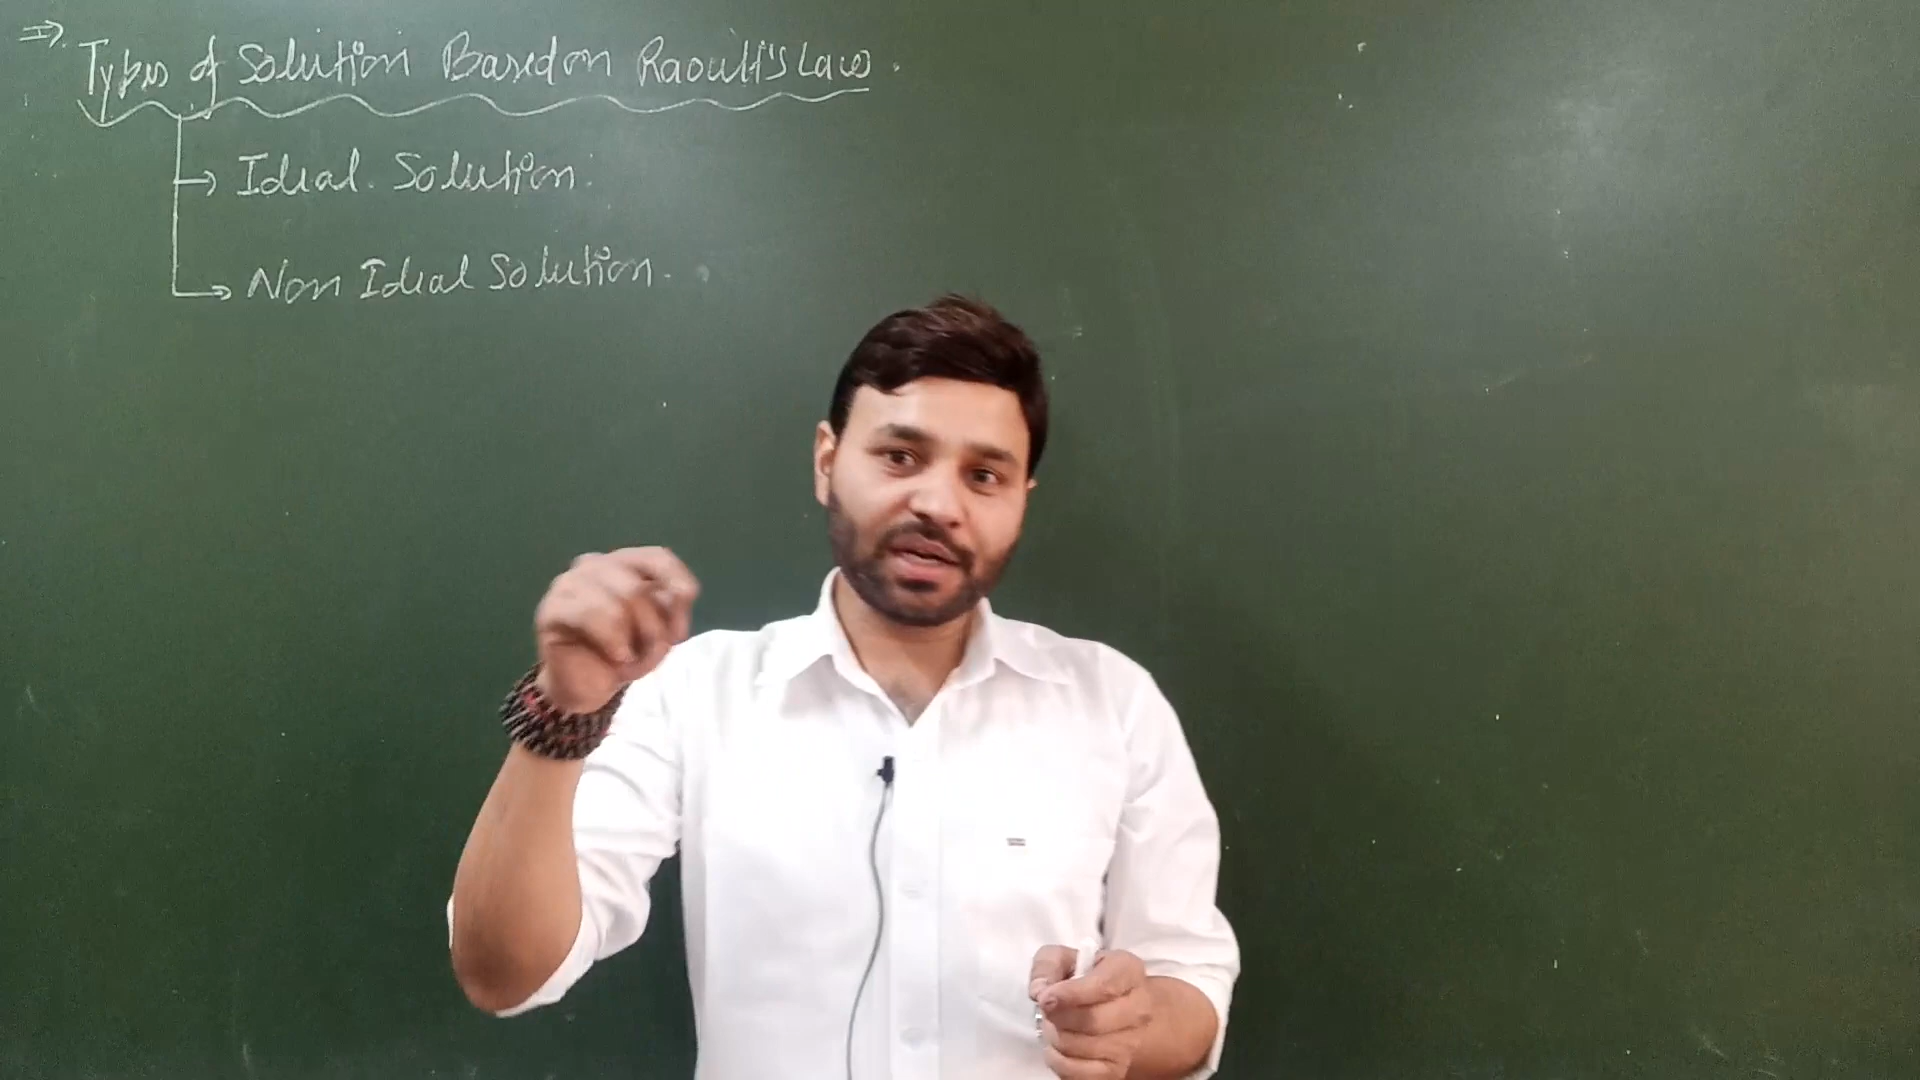 ⇒ Types of Solution Based on Raoult's Law.
→ Ideal Solution.
→ Non Ideal Solution.